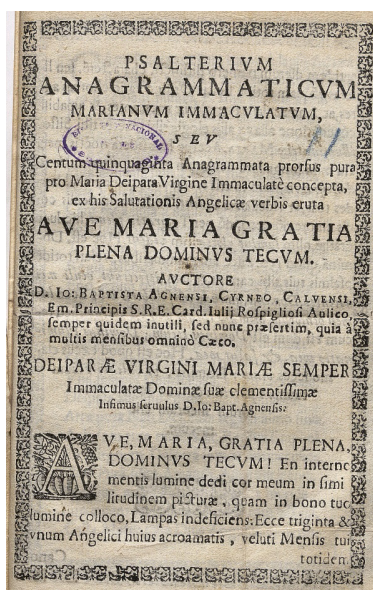 PSALTERIVM
ANAGRAMMATICVM
MARIANVM IMMACVLATVM,
SEV
Centum quinquaginta Anagrammata prorsus pura
pro Maria Deipara Virgine Immaculatè concepta,
ex his Salutationis Angelicæ verbis eruta
AVE MARIA GRATIA
PLENA DOMINVS TECVM.
AVCTORE
D. IO: BAPTISTA AGNENSI, CYRNEO, CALVENSI,
Em. Principis S.R.E. Card. Iulij Rospigliosi Aulico,
semper quidem inutili, sed nunc præsertim, quia à
multis mensibus omninò Cæco.
DEIPARÆ VIRGINI MARIÆ SEMPER
Immaculatæ Dominæ suæ clementissimæ
Infimus seruulus D. Io: Bapt. Agnensis:
AVE, MARIA, GRATIA PLENA,
DOMINVS TECVM! En interno
mentis lumine dedi cor meum in simi
litudinem picturæ, quam in bono tuo
lumine colloco, Lampas indeficiens: Ecce triginta &
vnum Angelici huius acroamatis, veluti Mensis tui
totidem